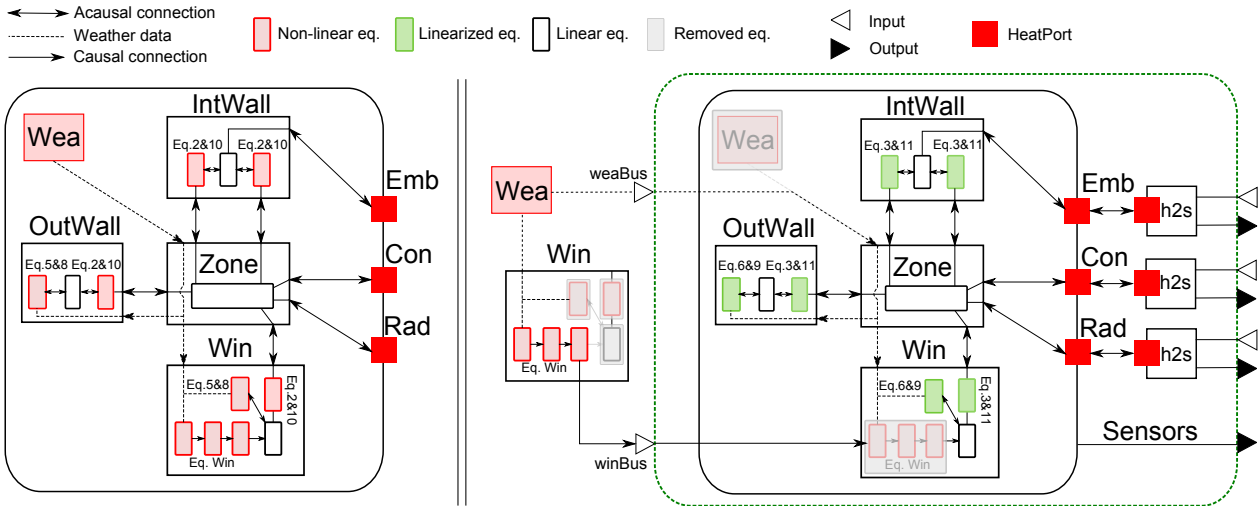 Acausal connection
Weather data
Causal connection
Non-linear eq.
Linearized eq.
Linear eq.
Removed eq.
Input
Output
HeatPort
IntWall
Wea
Eq.2&10
Eq.2&10
Emb
OutWall
Eq.5&8
Eq.2&10
Zone
Con
Rad
Win
Eq.5&8
Eq.2&10
Eq. Win
IntWall
Wea
Eq.3&11
Eq.3&11
Wea
weaBus
Emb
h2s
OutWall
Win
Eq.6&9
Eq.3&11
Zone
Con
h2s
Rad
h2s
Eq. Win
Win
Eq.6&9
Eq.3&11
Eq. Win
winBus
Sensors